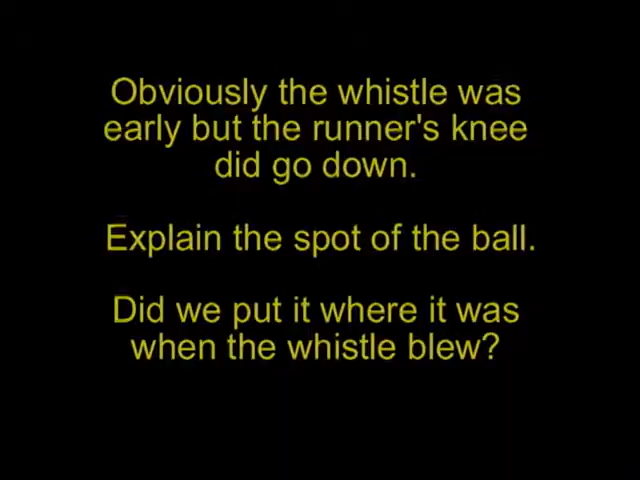 Obviously the whistle was
early but the runner's knee
did go down.
Explain the spot of the ball.
Did we put it where it was
when the whistle blew?